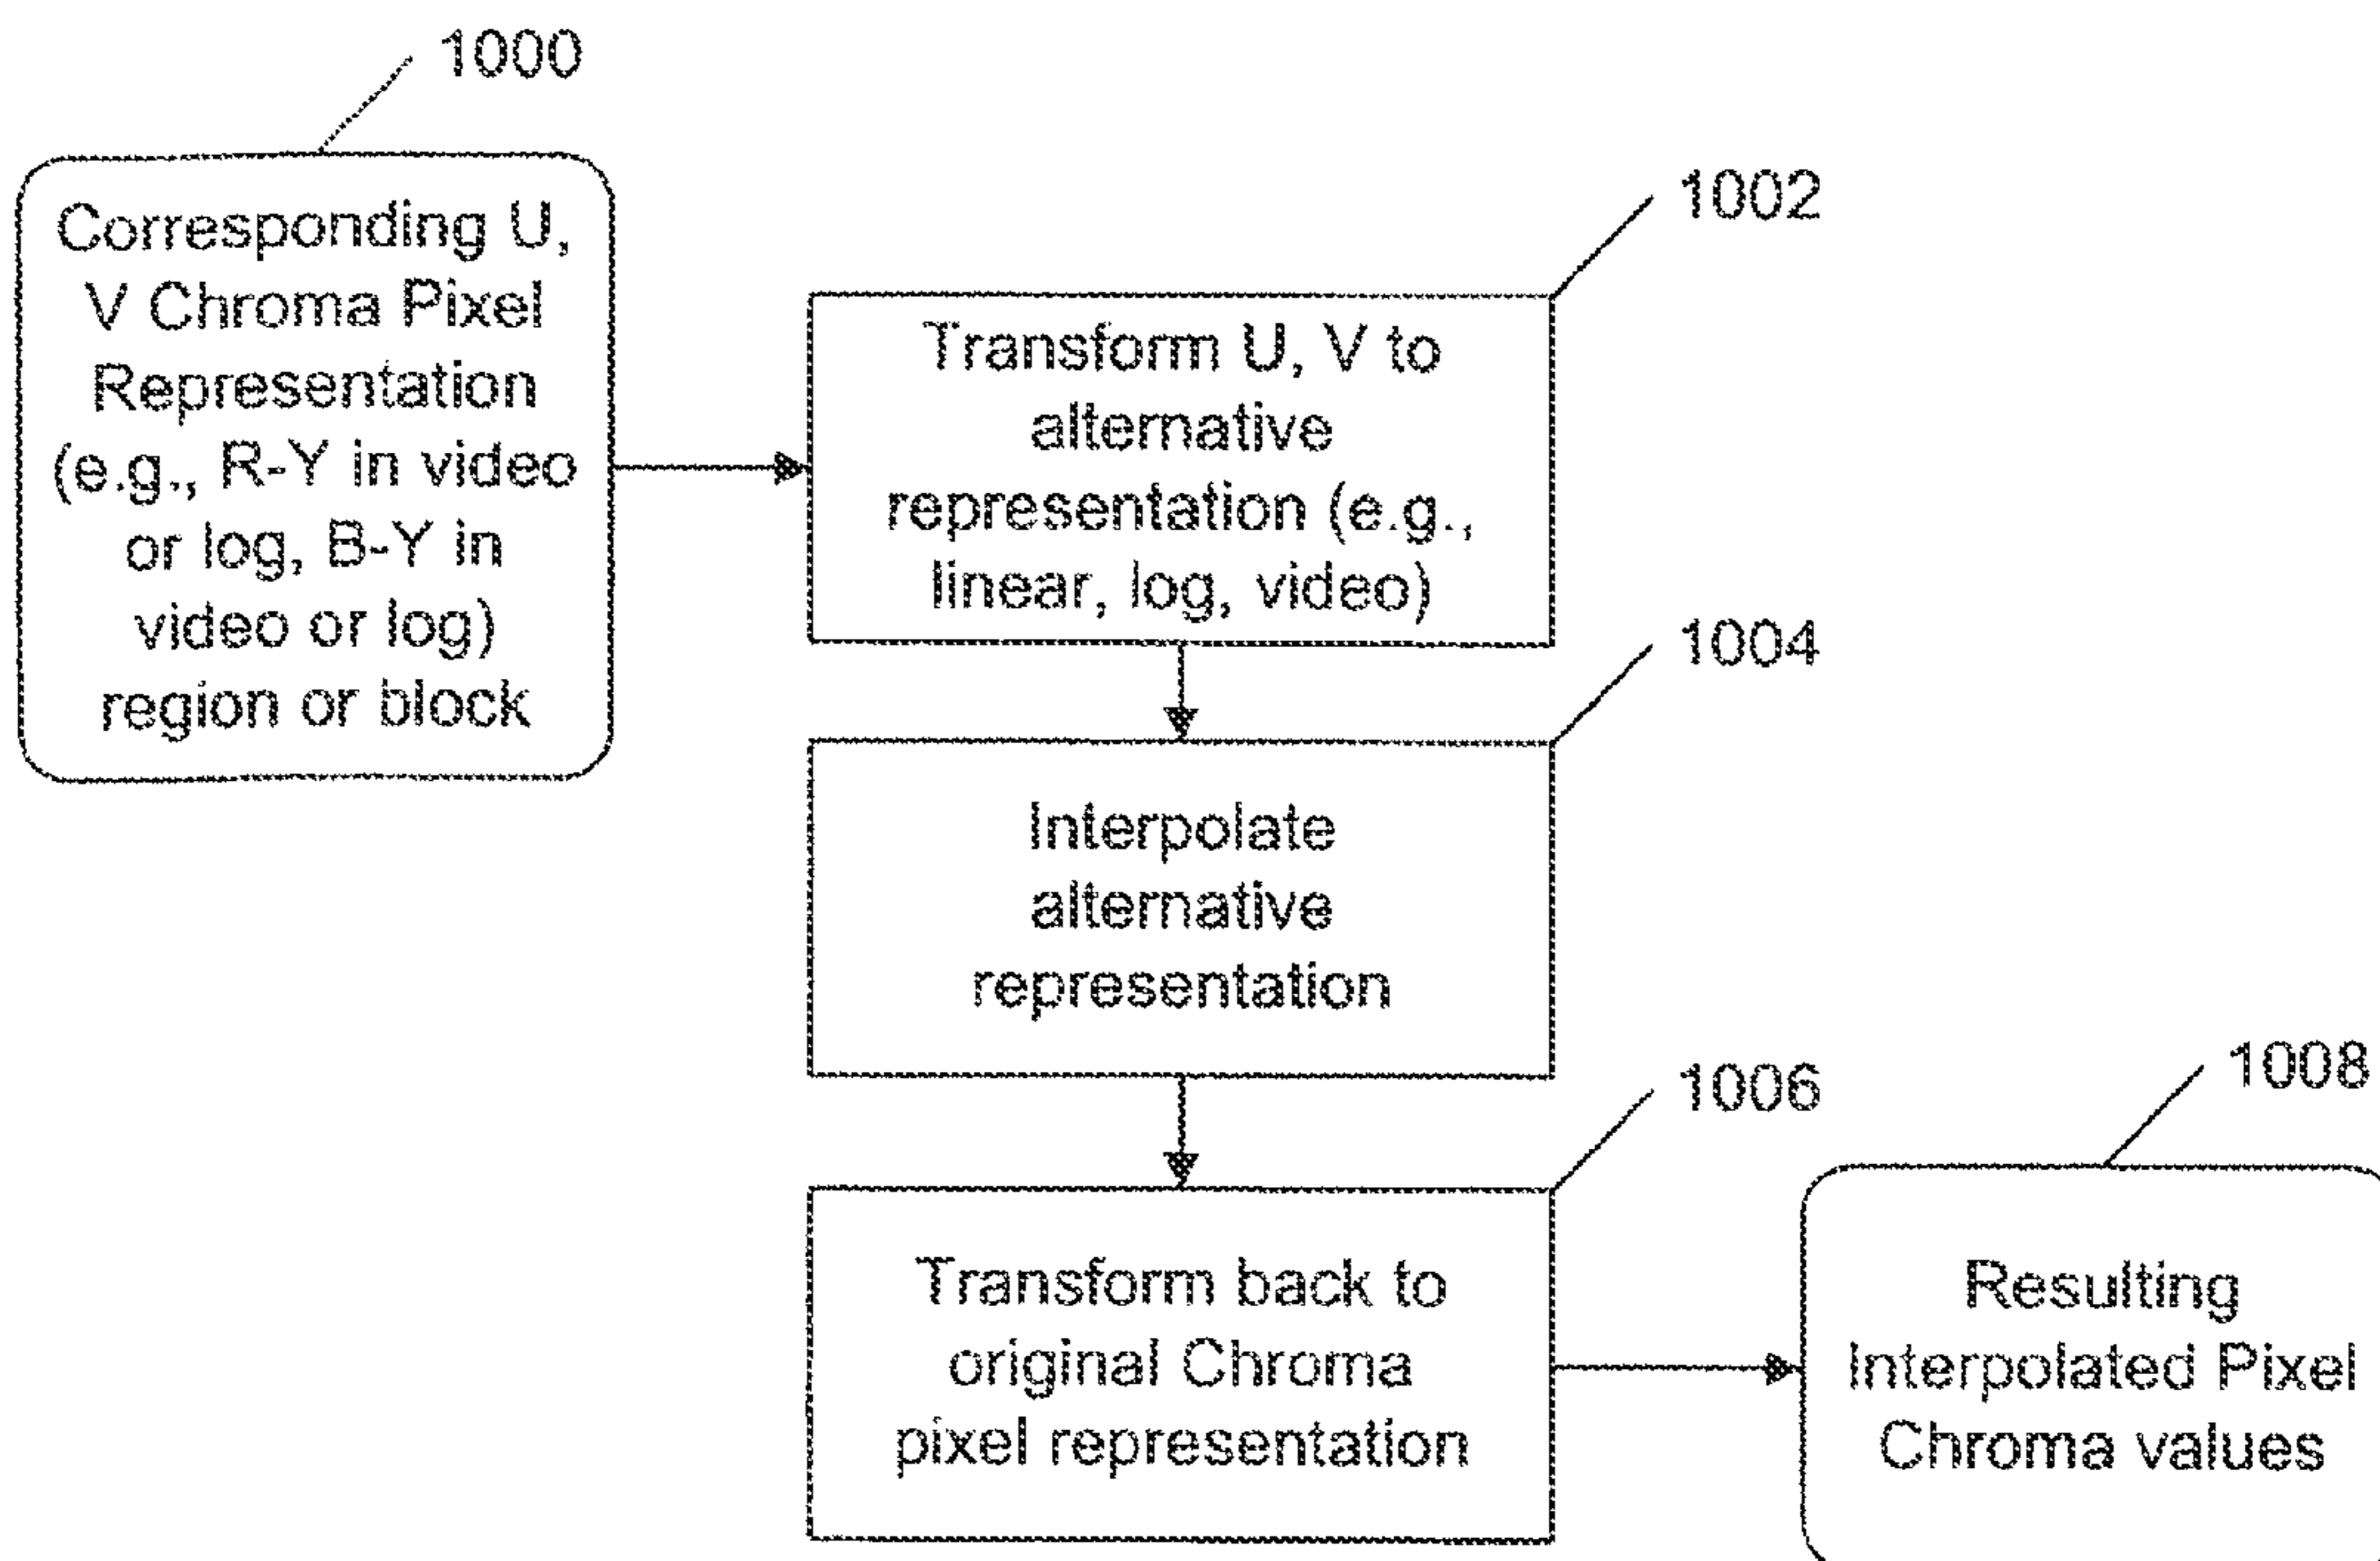 1000
Corresponding U,
V Chroma Pixel
Representation
(e.g., R-Y in video
or log, B-Y in
video or log)
region or block
1002
Transform U, V to
alternative
representation (e.g.,
linear, log, video)
1004
Interpolate
alternative
representation
1006
Transform back to
original Chroma
pixel representation
1008
Resulting
Interpolated Pixel
Chroma values